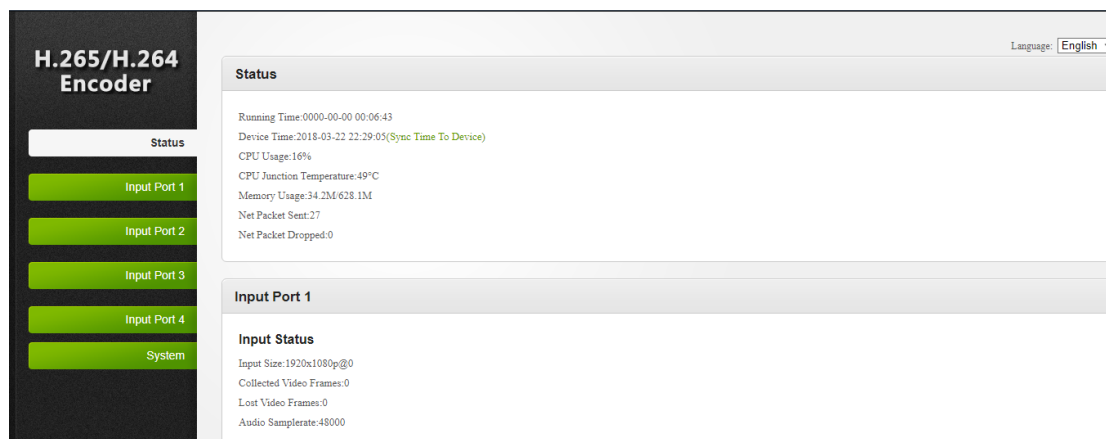 H.265/H.264
Encoder
Status
Input Port 1
Input Port 2
Input Port 3
Input Port 4
System
Language: English
Status
Running Time:0000-00-00 00:06:43
Device Time:2018-03-22 22:29:05(Sync Time To Device)
CPU Usage:16%
CPU Junction Temperature:49°C
Memory Usage:34.2M/628.1M
Net Packet Sent:27
Net Packet Dropped:0
Input Port 1
Input Status
Input Size:1920x1080p@0
Collected Video Frames:0
Lost Video Frames:0
Audio Samplerate:48000